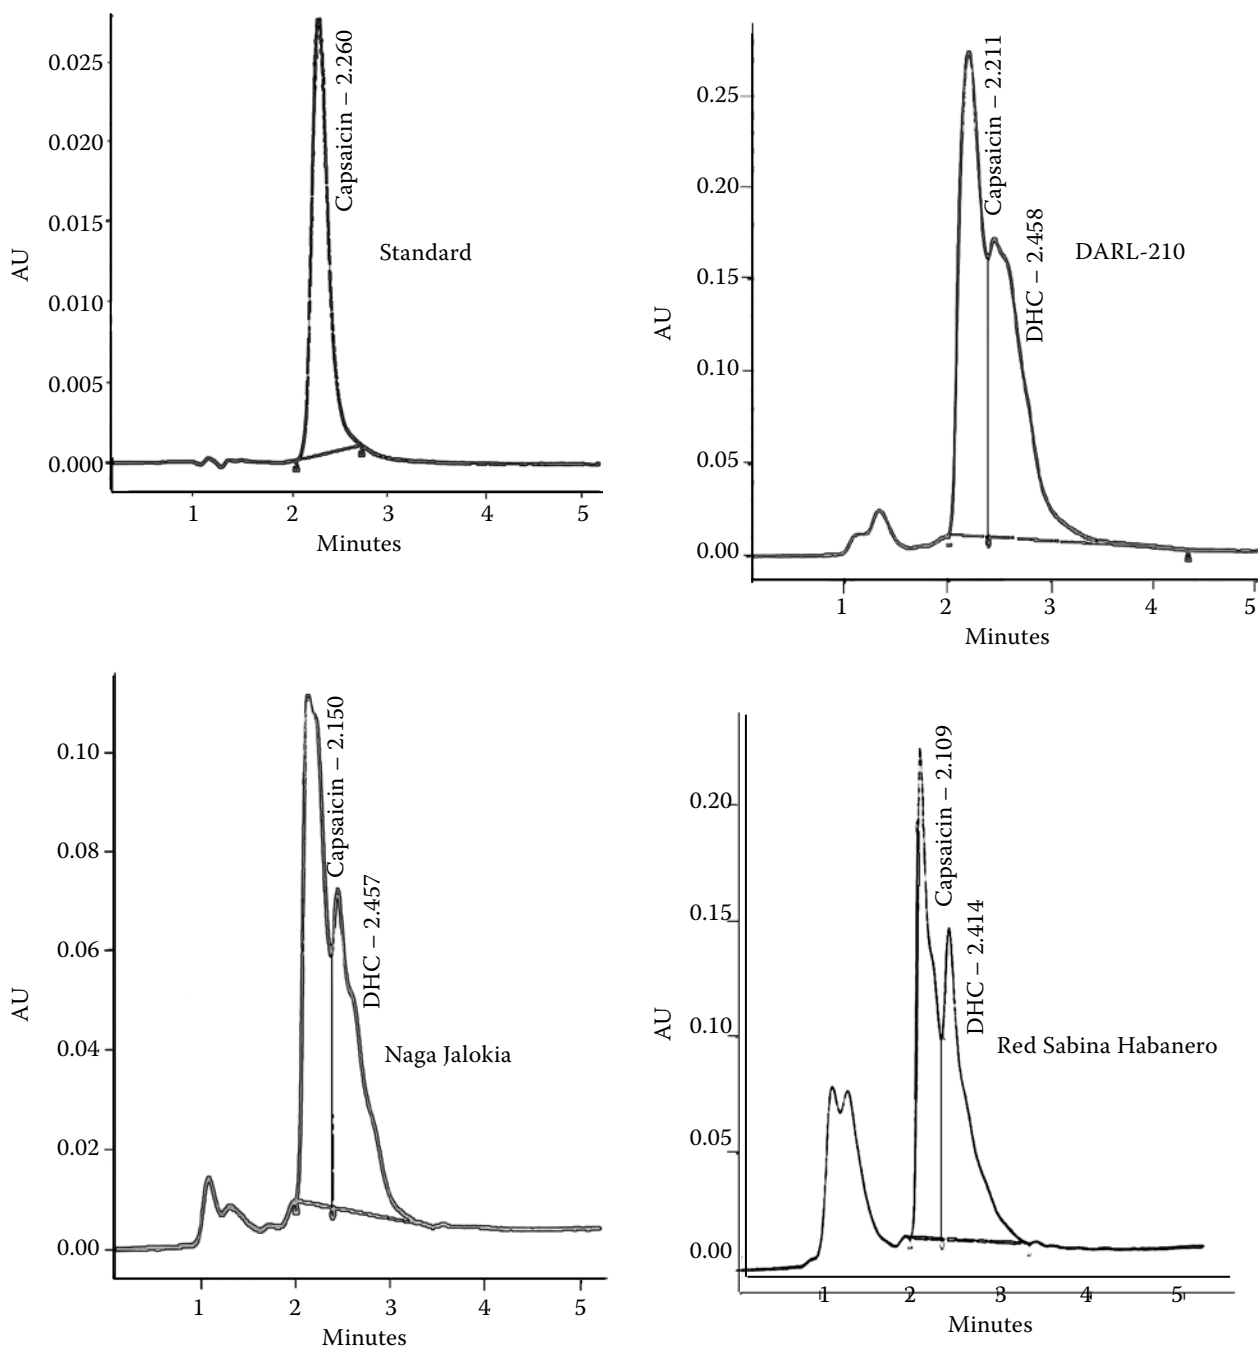 0.025
0.020
0.015
0.010
0.005
0.000
AU
Capsaicin – 2.260
Standard
1 2 3 4 5
Minutes
0.25
0.20
0.15
0.10
0.05
0.00
AU
Capsaicin – 2.211
DHC – 2.458
DARL-210
1 2 3 4 5
Minutes
0.10
0.08
0.06
0.04
0.02
0.00
AU
Capsaicin – 2.150
DHC – 2.457
Naga Jalokia
1 2 3 4 5
Minutes
0.20
0.15
0.10
0.05
0.00
AU
Capsaicin – 2.109
DHC – 2.414
Red Sabina Habanero
1 2 3 4 5
Minutes